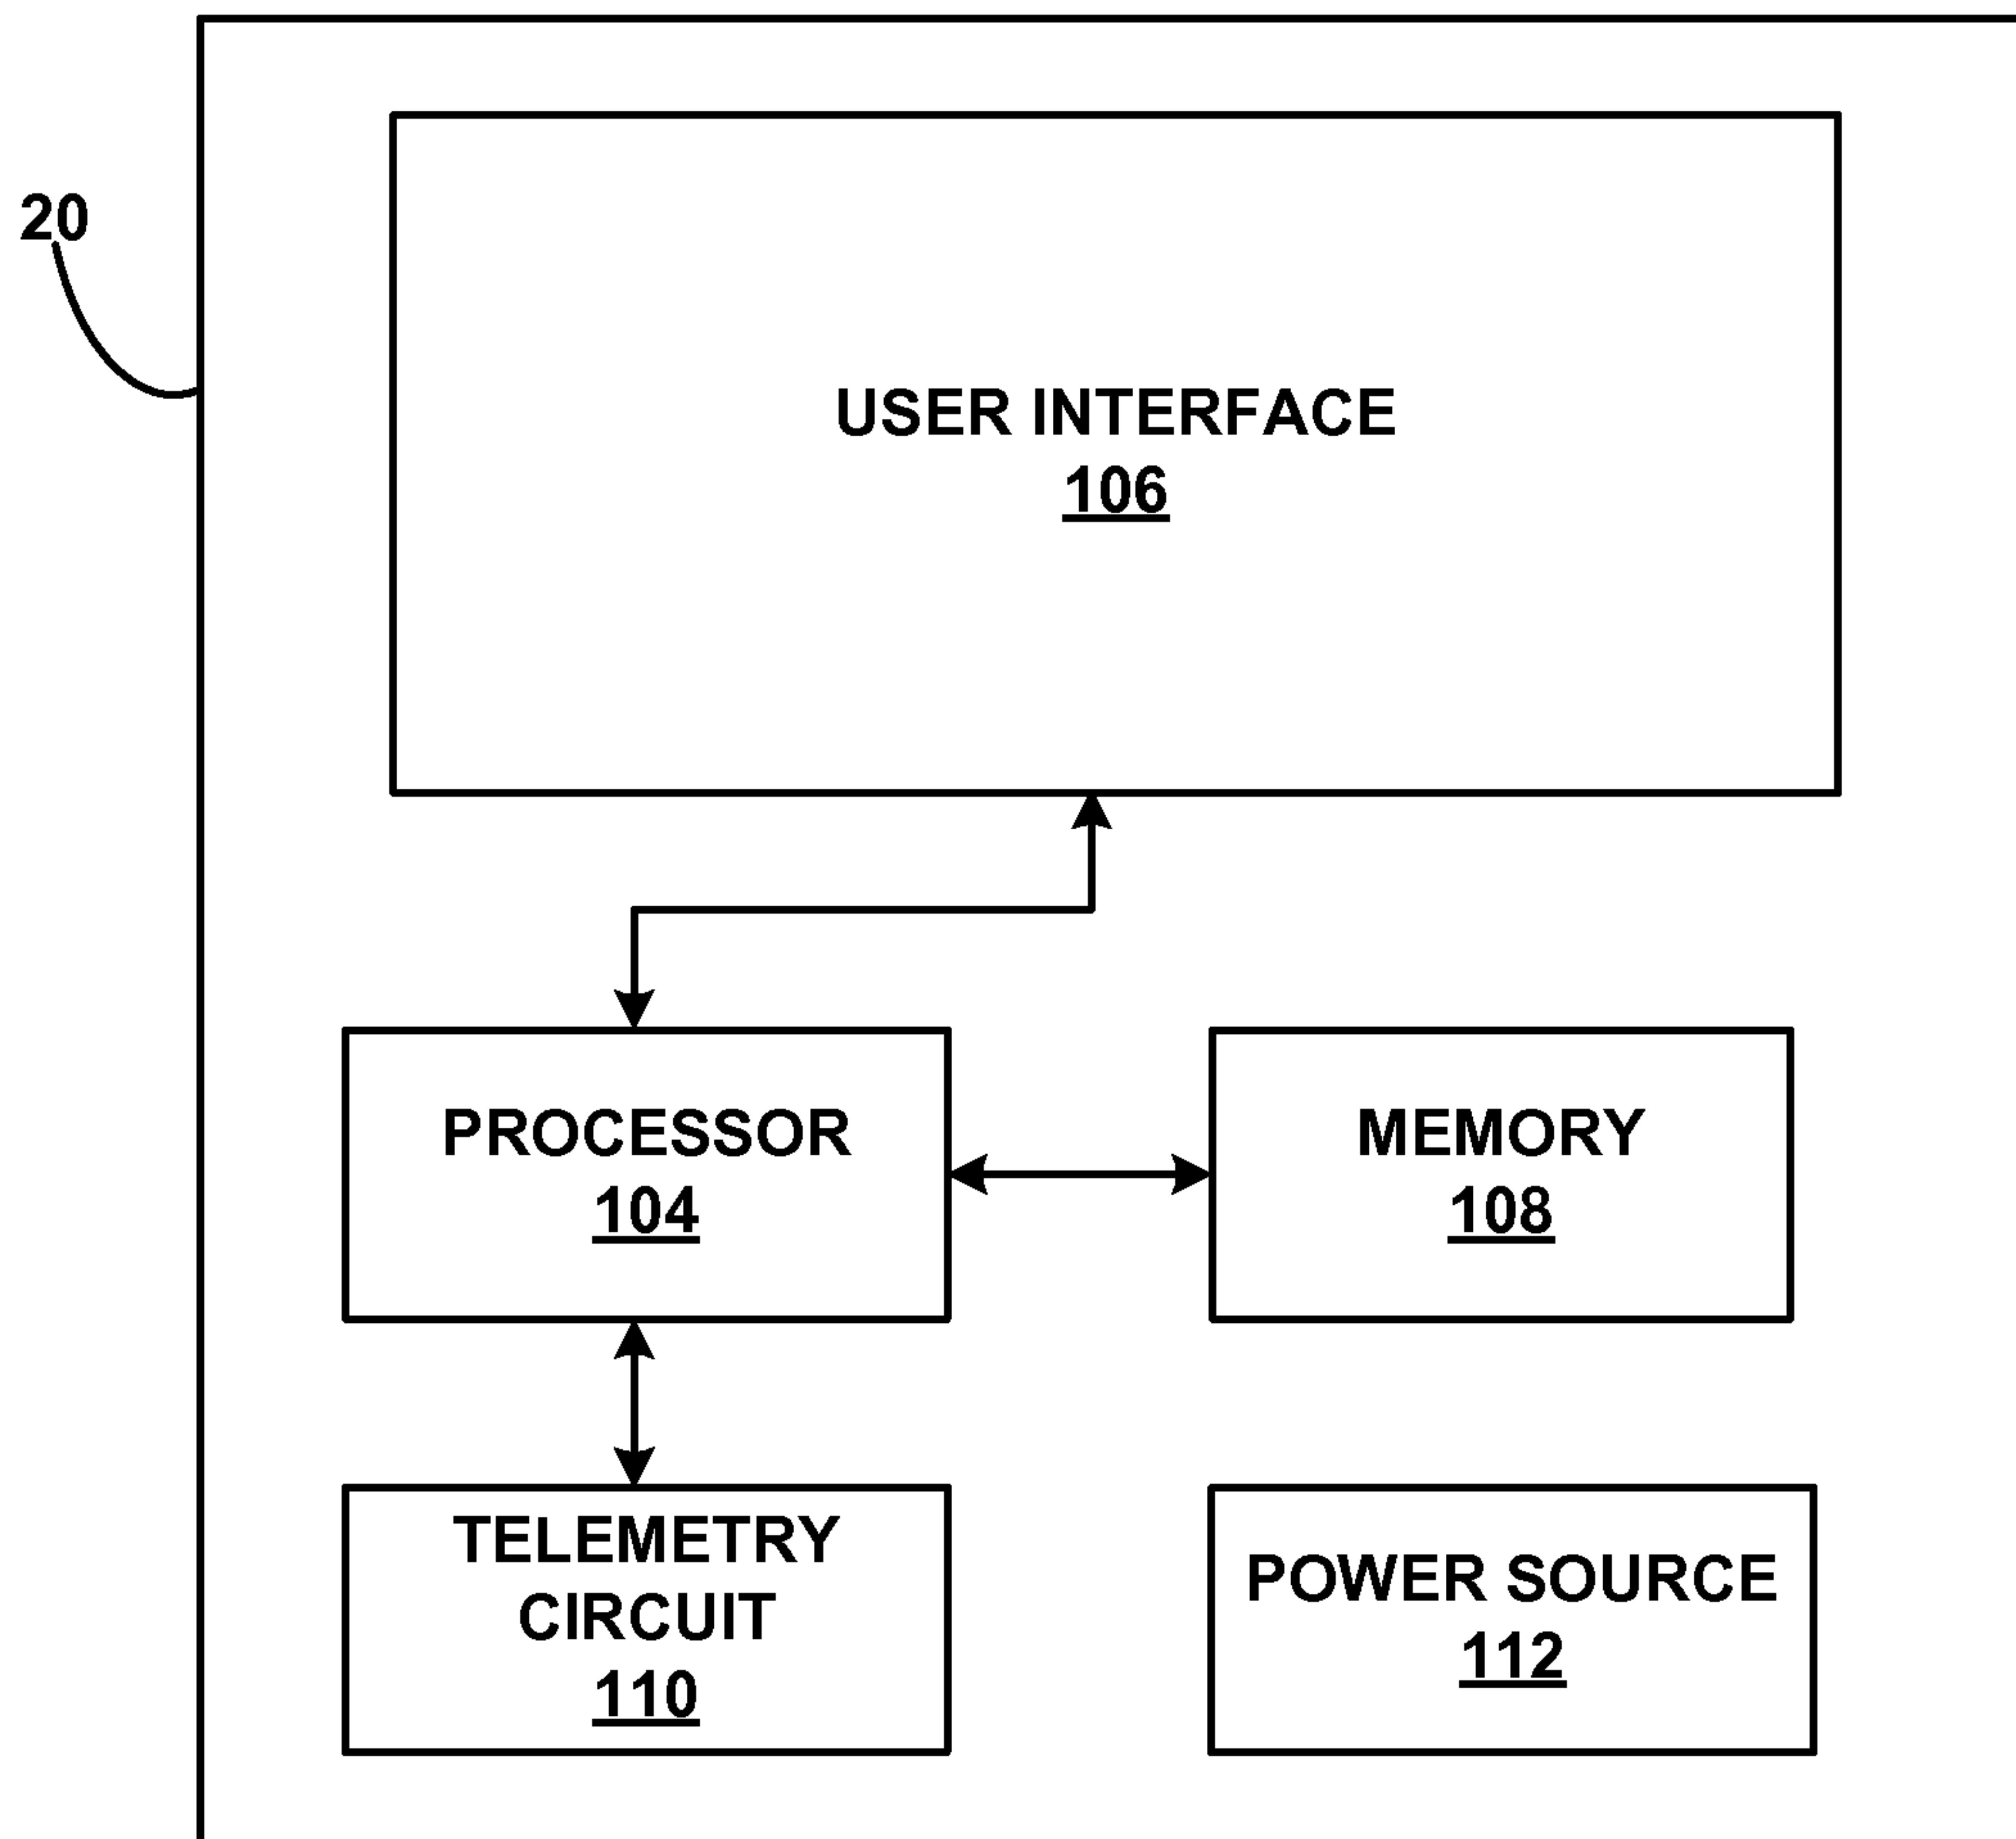 20
USER INTERFACE
106
PROCESSOR
104
MEMORY
108
TELEMETRY
CIRCUIT
110
POWER SOURCE
112